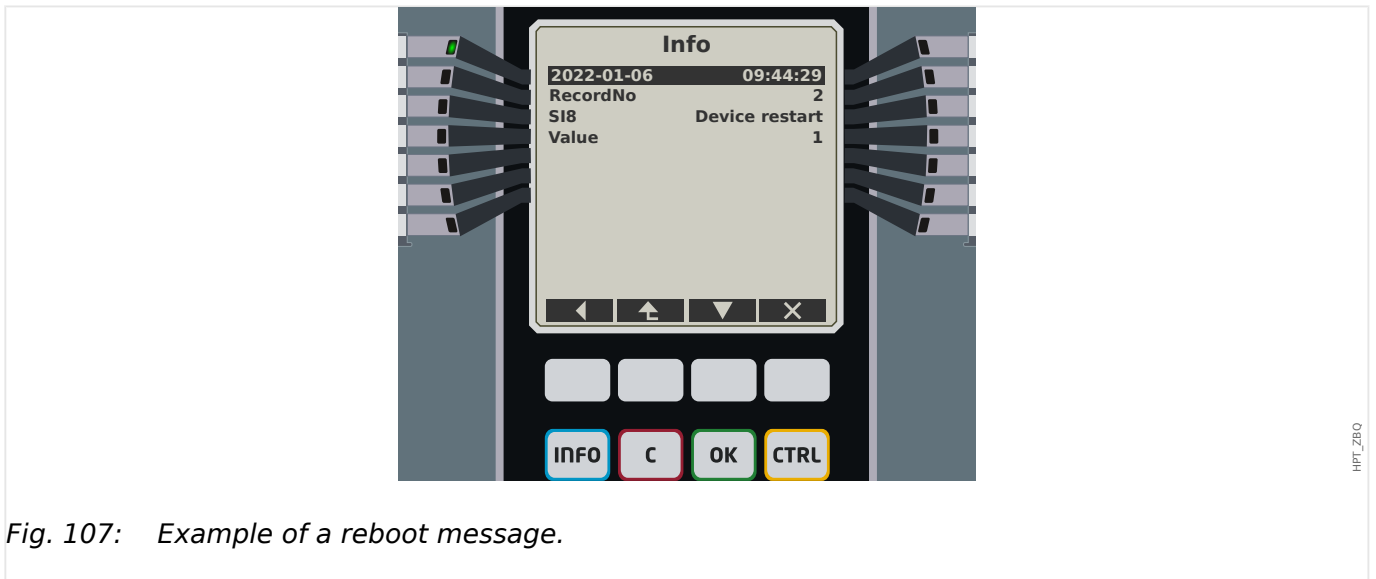 Info
2022-01-06 09:44:29
RecordNo 2
SI8 Device restart
Value 1
INFO C OK CTRL
HPT_ZBQ
Fig. 107: Example of a reboot message.